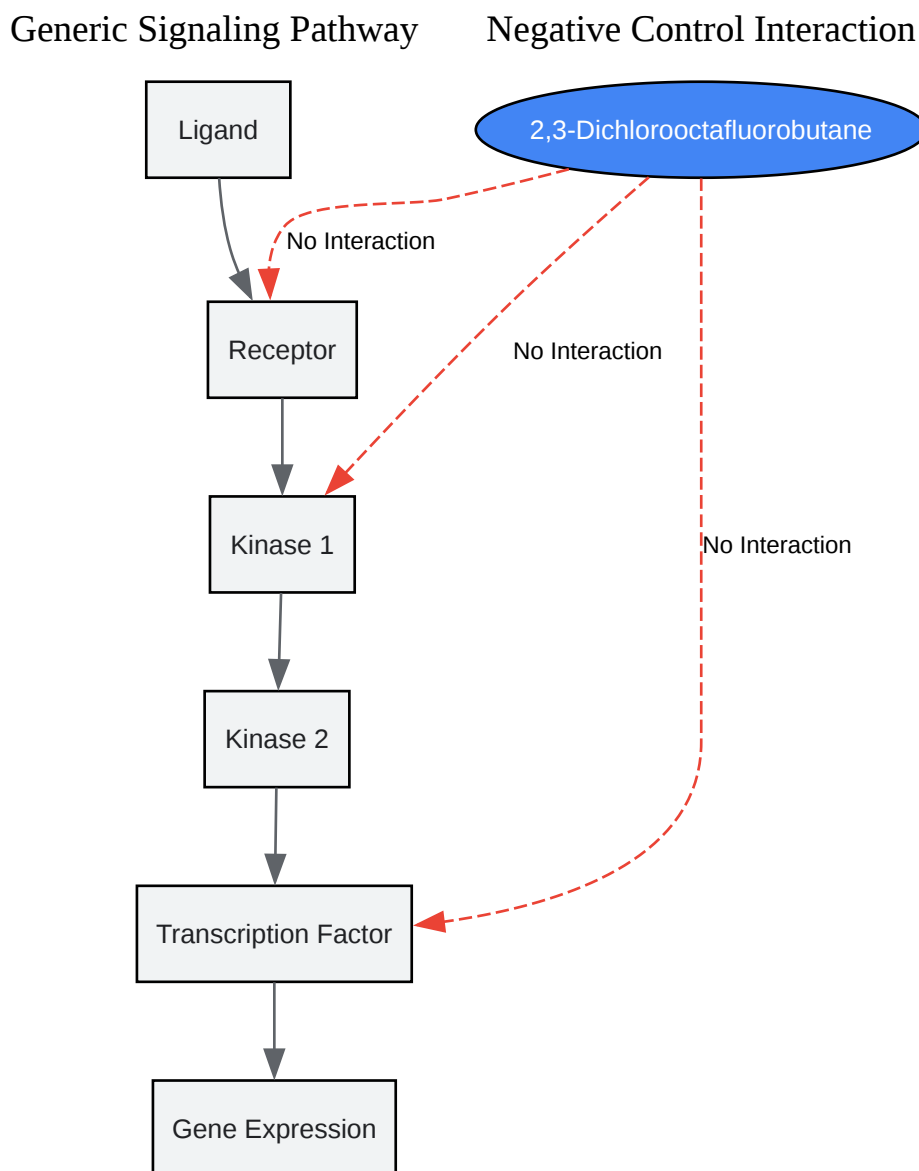 Generic Signaling Pathway
Negative Control Interaction
Ligand
2,3-Dichlorooctafluorobutane
No Interaction
Receptor
No Interaction
Kinase 1
No Interaction
Kinase 2
Transcription Factor
Gene Expression